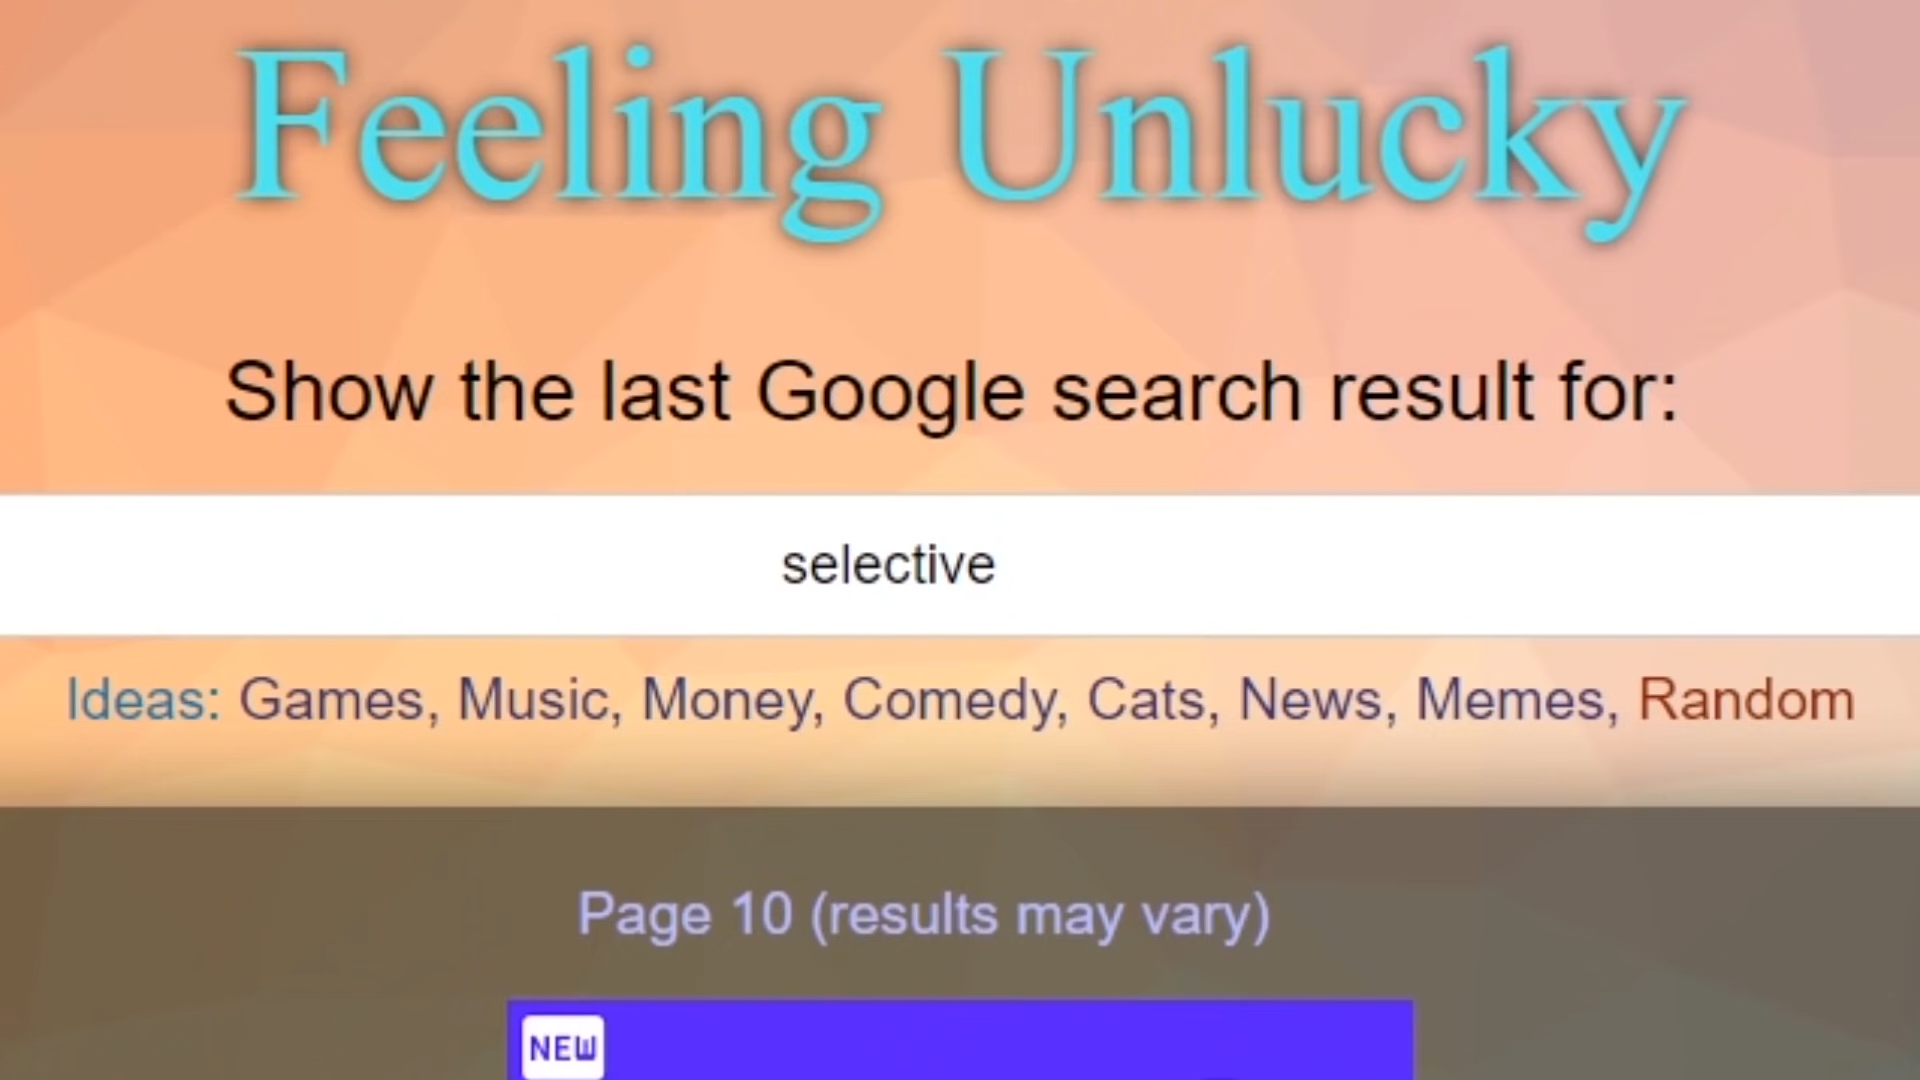 Feeling Unlucky
Show the last Google search result for:
selective
Ideas: Games, Music, Money, Comedy, Cats, News, Memes, Random
Page 10 (results may vary)
NEW